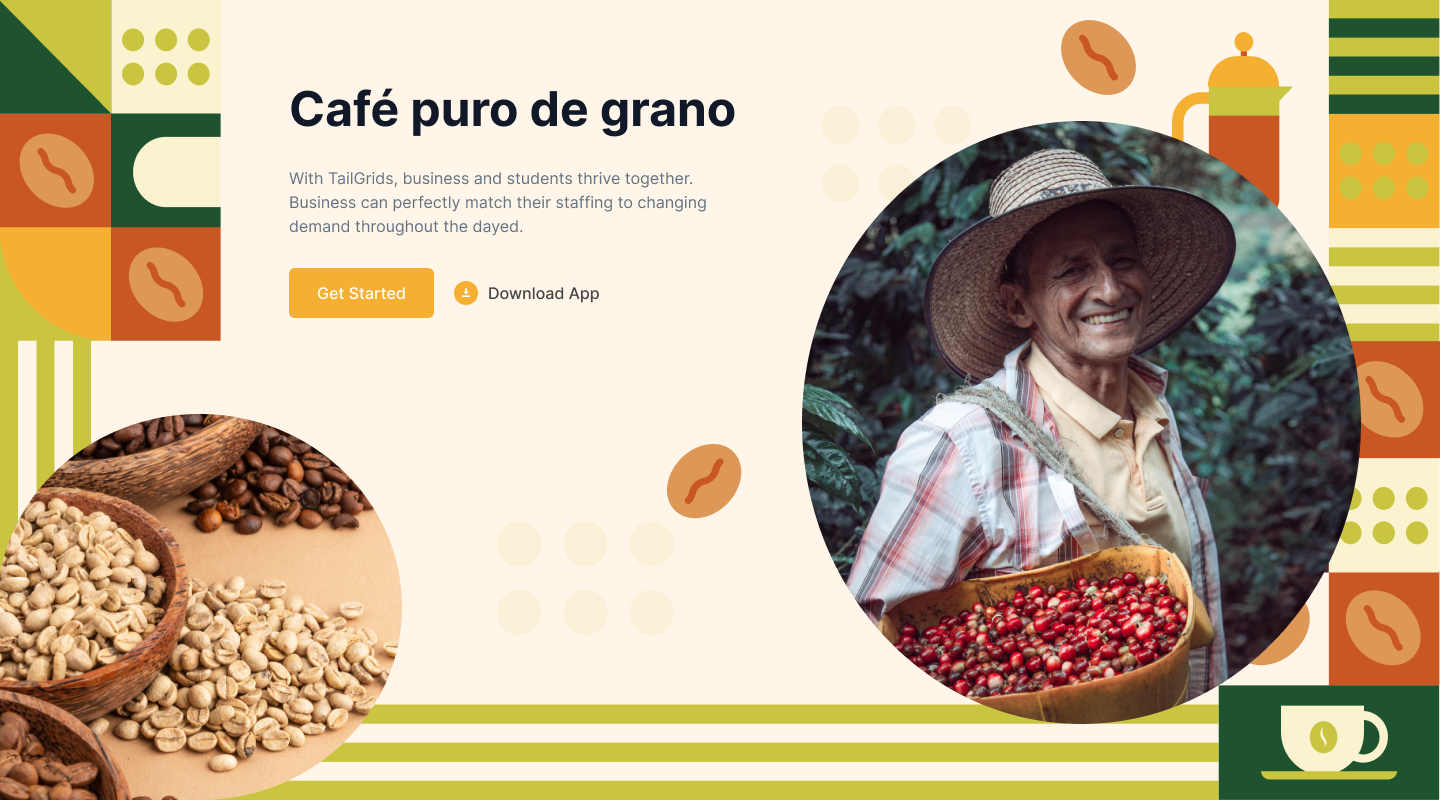 Café puro de grano
With TailGrids, business and students thrive together.
Business can perfectly match their staffing to changing
demand throughout the dayed.
Get Started
Download App